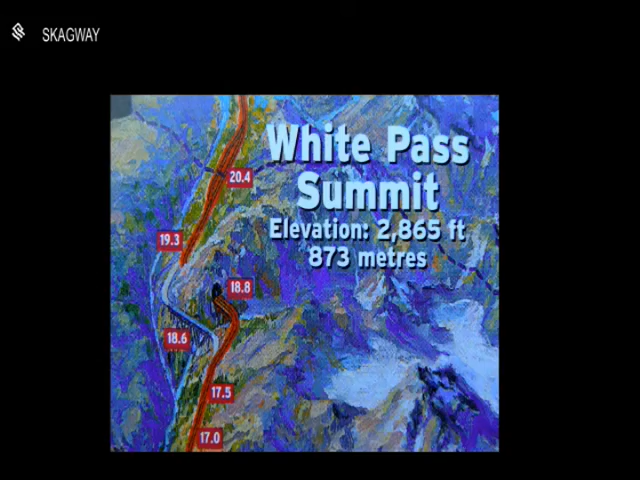 SKAGWAY
White Pass
Summit
Elevation: 2,865 ft
873 metres
20.4
19.3
18.8
18.6
17.5
17.0